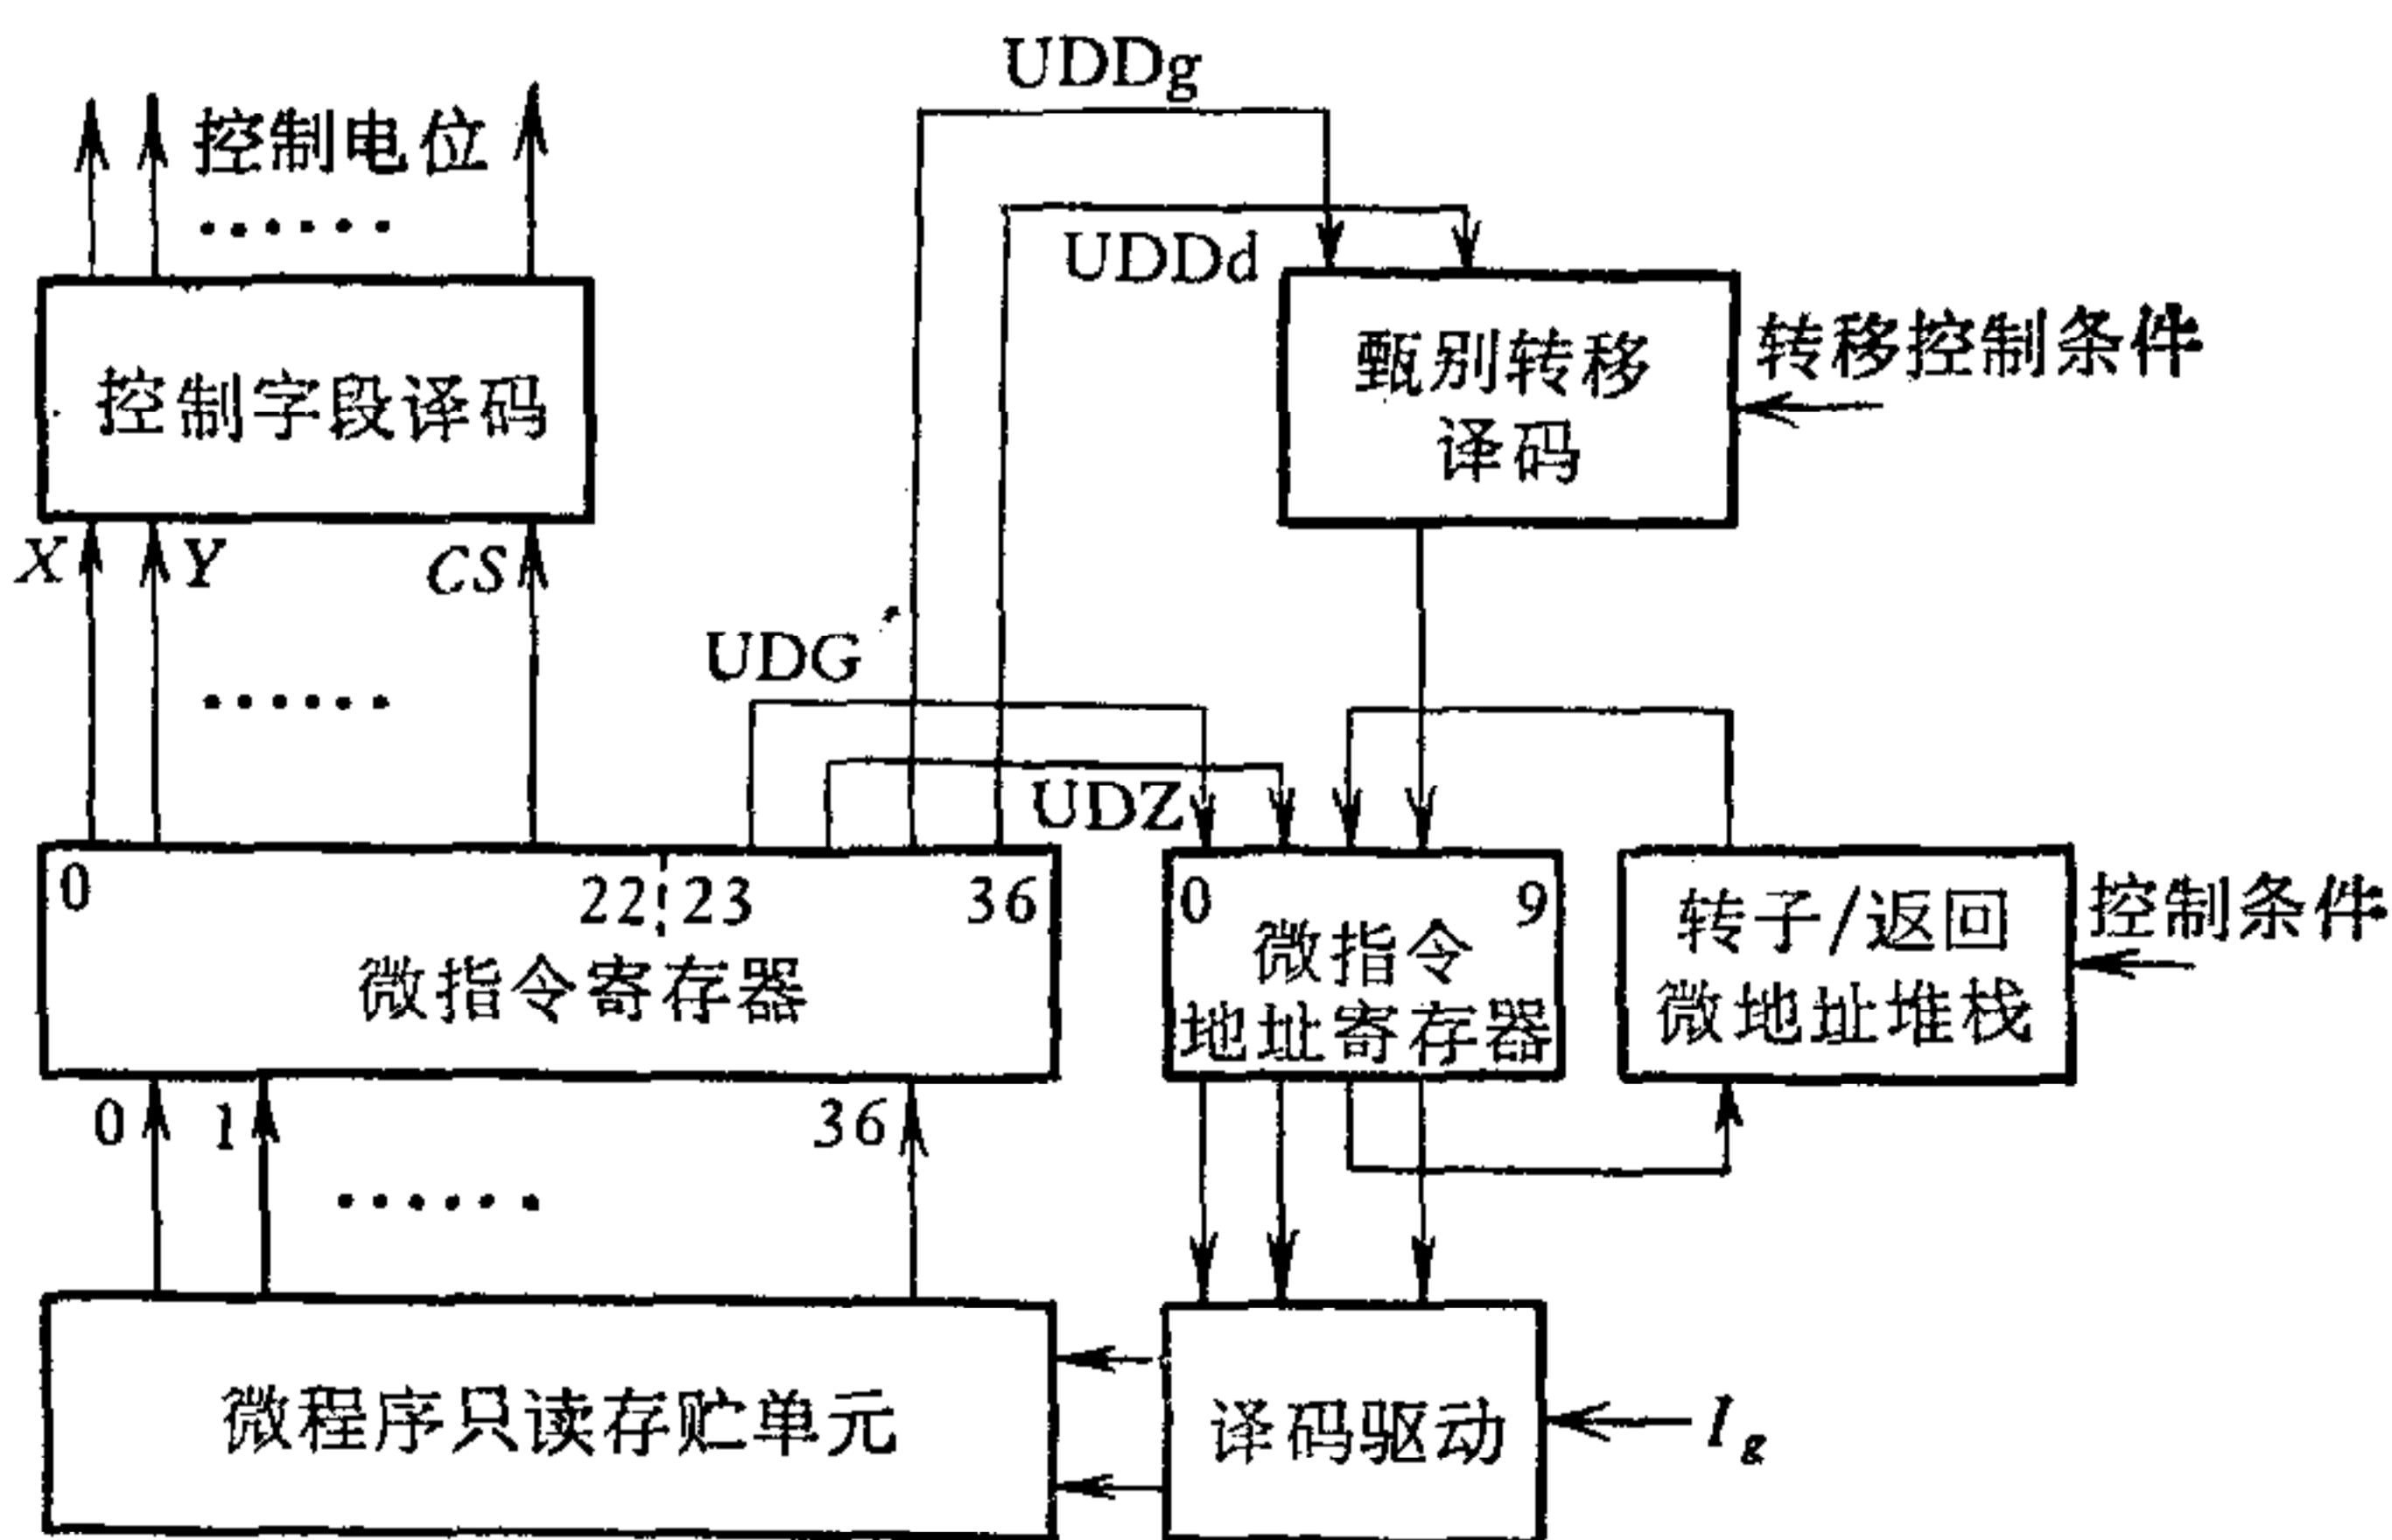 UDDg
控制电位
······
UDDd
控制字段译码
甄别转移
译码
转移控制条件
X
Y
CS
UDG
······
UDZ
0
22
23
36
微指令寄存器
0
9
微指令
地址寄存器
转子/返回
微地址堆栈
控制条件
0
1
36
······
微程序只读存贮单元
译码驱动
Ig